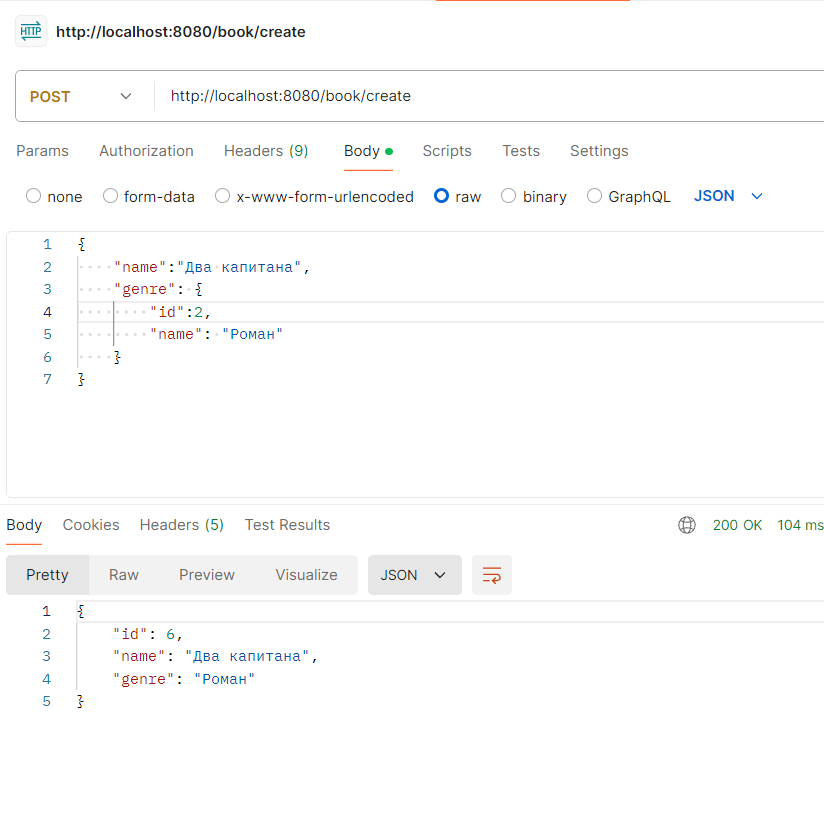 HTTP http://localhost:8080/book/create
POST http://localhost:8080/book/create
Params Authorization Headers (9) Body Scripts Tests Settings
none form-data x-www-form-urlencoded raw binary GraphQL JSON
1 {
2 "name":"Два капитана",
3 "genre": {
4 "id":2,
5 "name": "Роман"
6 }
7 }
Body Cookies Headers (5) Test Results 200 OK 104 ms
Pretty Raw Preview Visualize JSON
1 {
2 "id": 6,
3 "name": "Два капитана",
4 "genre": "Роман"
5 }